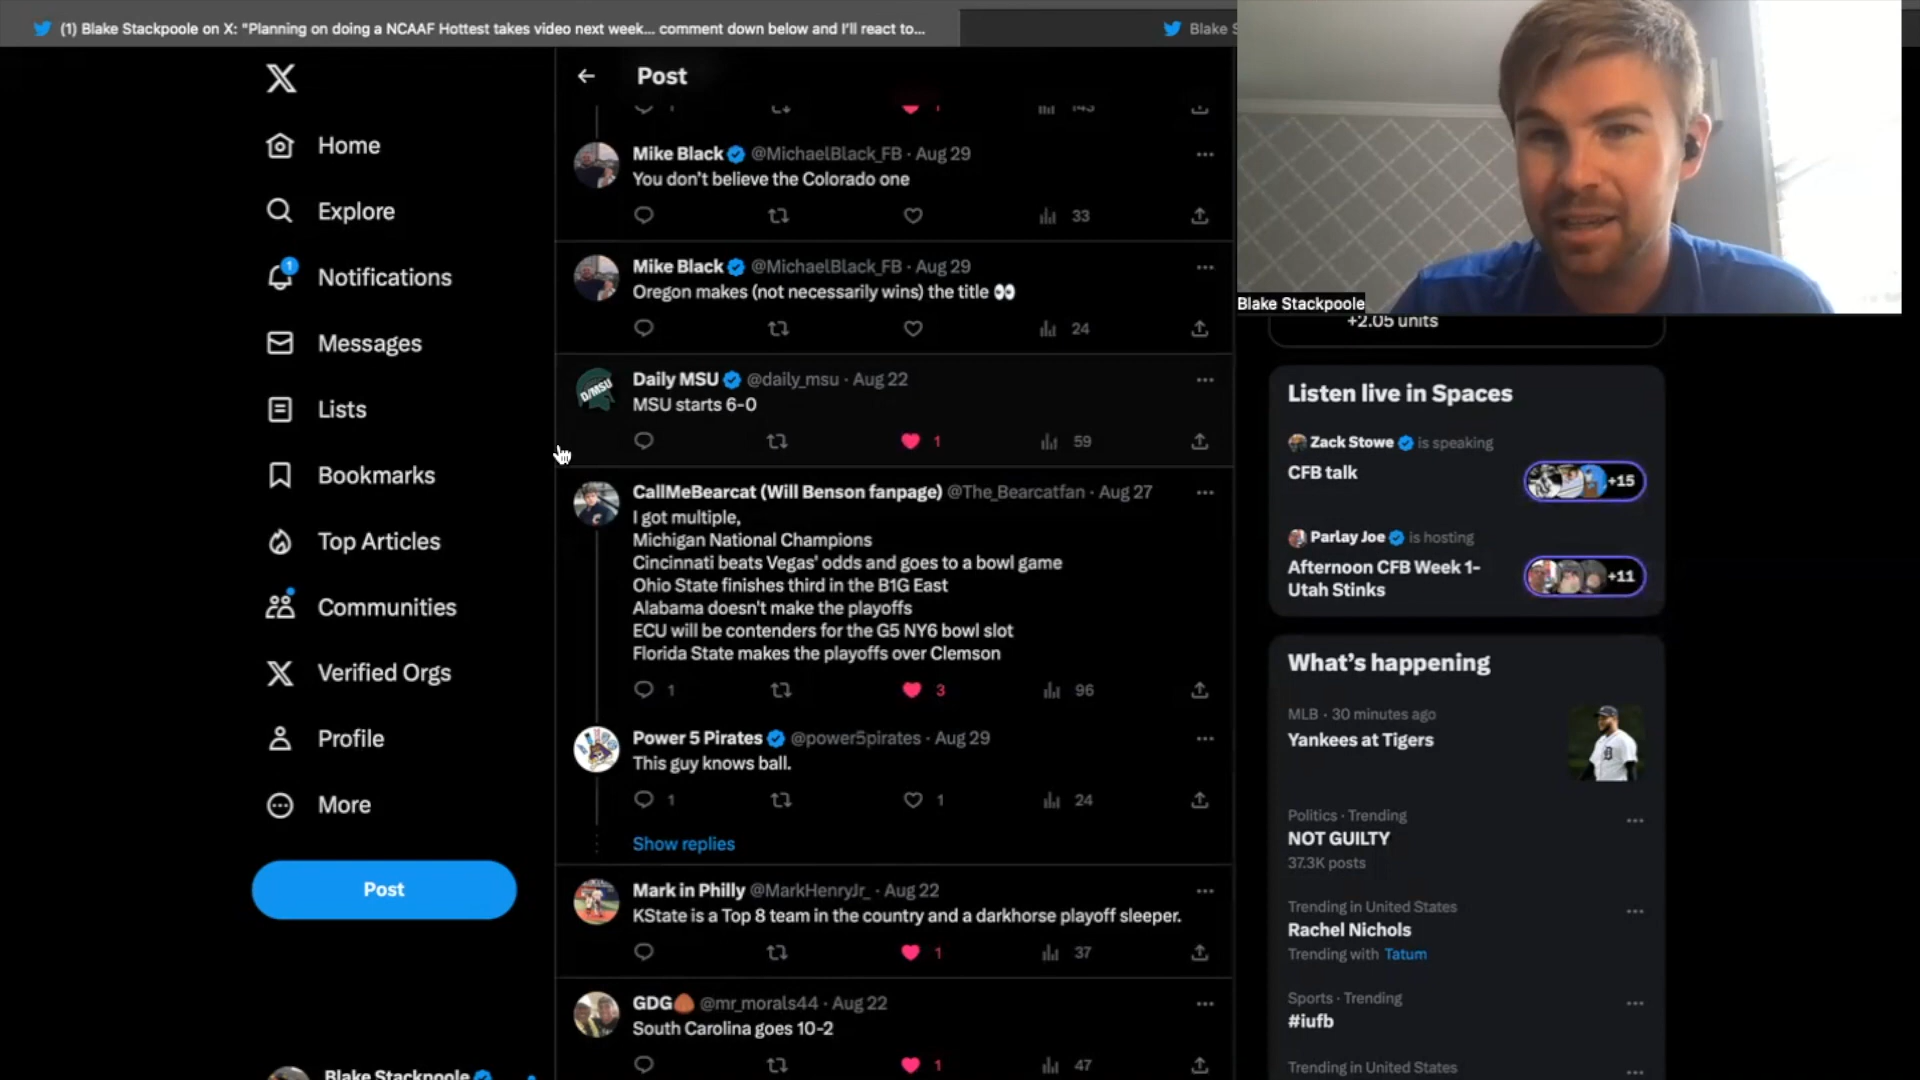 (1) Blake Stackpoole on X: "Planning on doing a NCAAF Hottest takes video next week... comment down below and I'll react to...
Blake S
Home
Explore
1
Notifications
Messages
Lists
Bookmarks
Top Articles
Communities
Verified Orgs
Profile
More
Post
Blake Stackpoole
Post
1
1
143
Mike Black @MichaelBlack_FB · Aug 29
You don't believe the Colorado one
33
Mike Black @MichaelBlack_FB · Aug 29
Oregon makes (not necessarily wins) the title 👀
24
D/MSU
Daily MSU @daily_msu · Aug 22
MSU starts 6-0
1
59
CallMeBearcat (Will Benson fanpage) @The_Bearcatfan · Aug 27
I got multiple,
Michigan National Champions
Cincinnati beats Vegas' odds and goes to a bowl game
Ohio State finishes third in the B1G East
Alabama doesn't make the playoffs
ECU will be contenders for the G5 NY6 bowl slot
Florida State makes the playoffs over Clemson
1
3
96
Power 5 Pirates @power5pirates · Aug 29
This guy knows ball.
1
1
24
Show replies
Mark in Philly @MarkHenryJr_ · Aug 22
KState is a Top 8 team in the country and a darkhorse playoff sleeper.
1
37
GDG🌰 @mr_morals44 · Aug 22
South Carolina goes 10-2
1
47
Blake Stackpoole
+2.05 units
Listen live in Spaces
Zack Stowe is speaking
CFB talk
+15
Parlay Joe is hosting
Afternoon CFB Week 1-
Utah Stinks
+11
What's happening
MLB · 30 minutes ago
Yankees at Tigers
Politics · Trending
NOT GUILTY
37.3K posts
Trending in United States
Rachel Nichols
Trending with Tatum
Sports · Trending
#iufb
Trending in United States